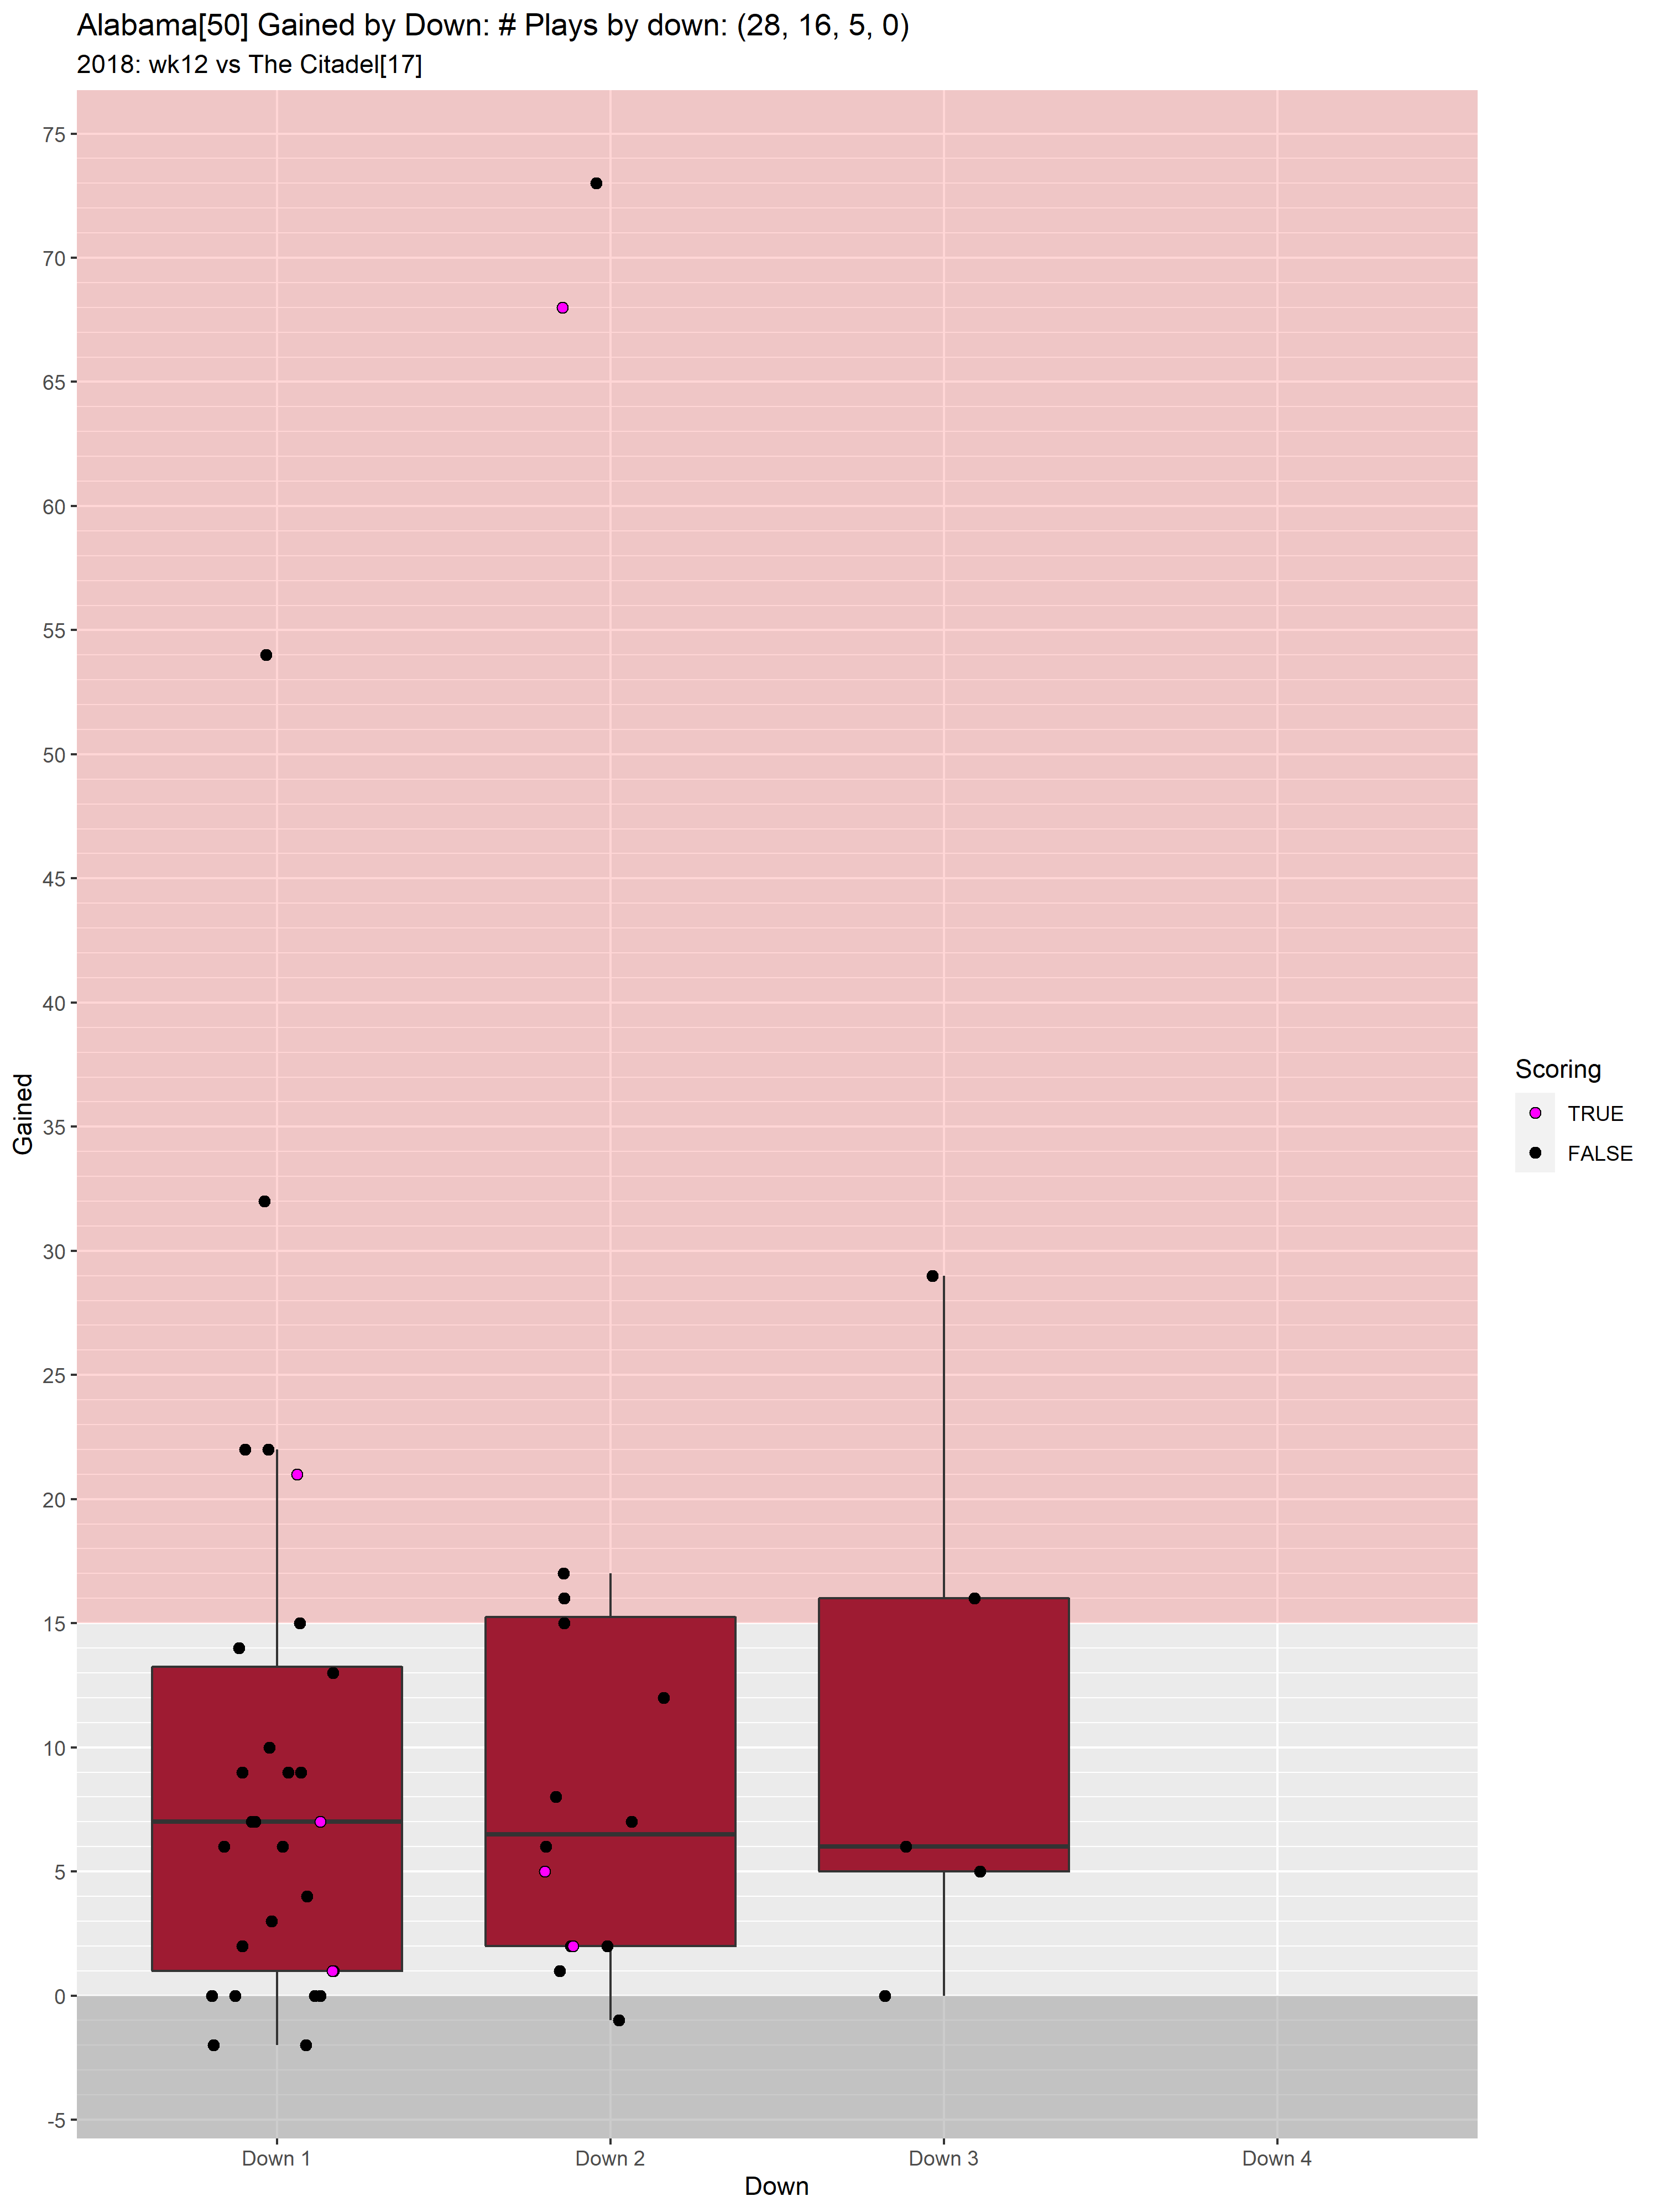 Alabama[50] Gained by Down: # Plays by down: (28, 16, 5, 0)
2018: wk12 vs The Citadel[17]
75
70
65
60
55
50
45
40
35
30
25
20
15
10
5
0
-5
Gained
Down 1 Down 2 Down 3 Down 4
Down
Scoring
TRUE
FALSE